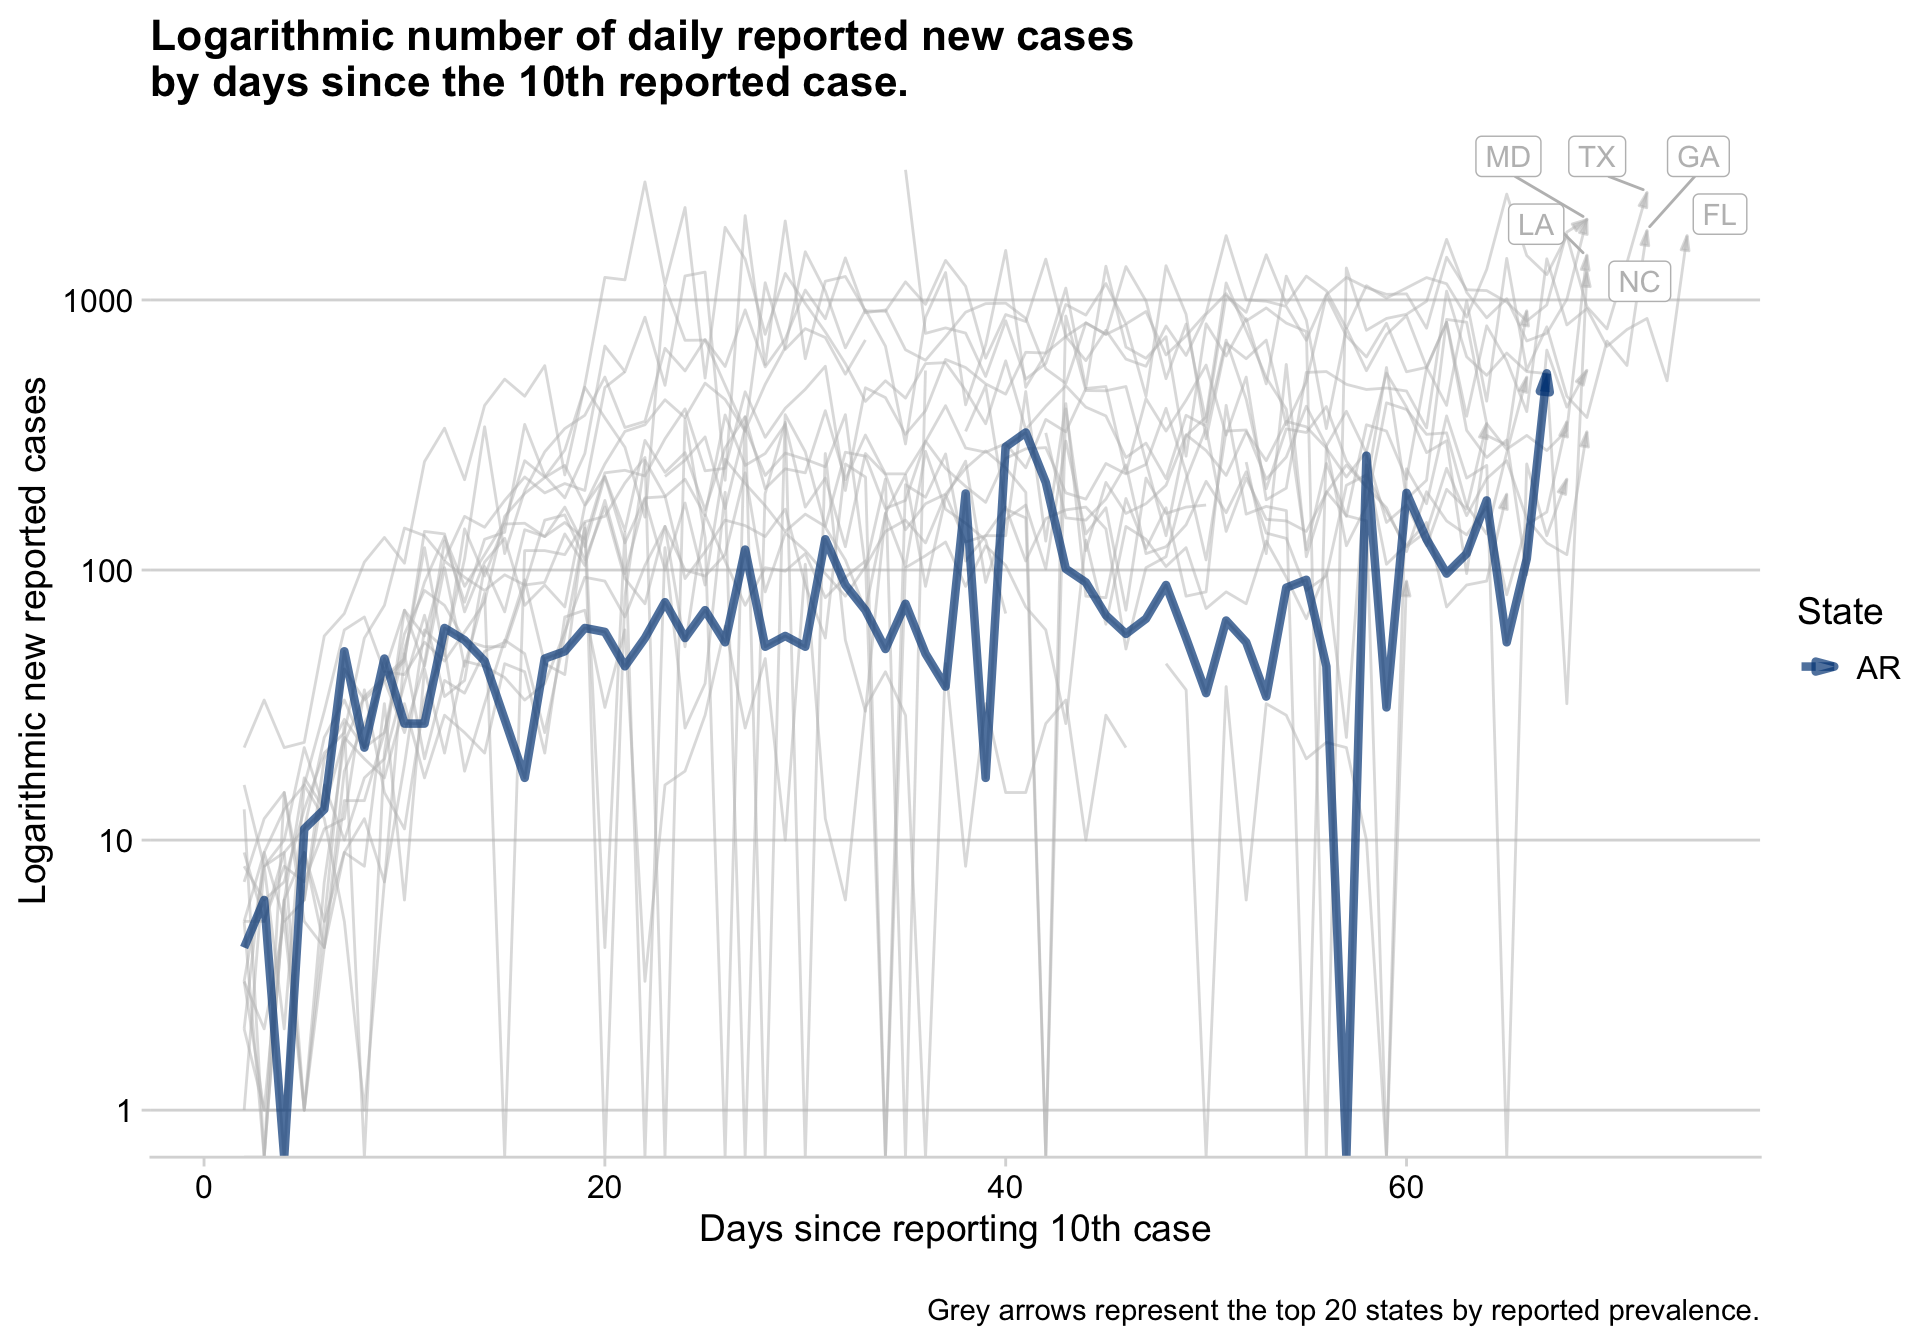 Logarithmic number of daily reported new cases
by days since the 10th reported case.
MD
TX
GA
LA
FL
NC
1000
100
10
1
Logarithmic new reported cases
0
20
40
60
Days since reporting 10th case
State
AR
Grey arrows represent the top 20 states by reported prevalence.